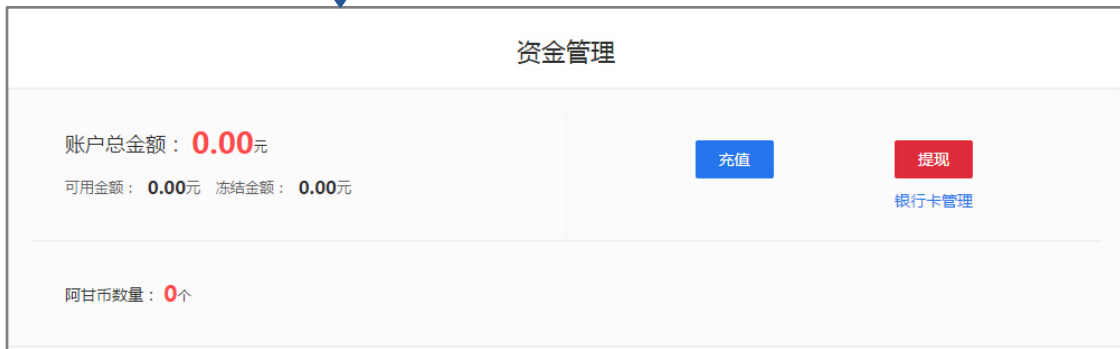 资金管理
账户总金额：0.00元
充值
提现
可用金额：0.00元 冻结金额：0.00元
银行卡管理
阿甘币数量：0个